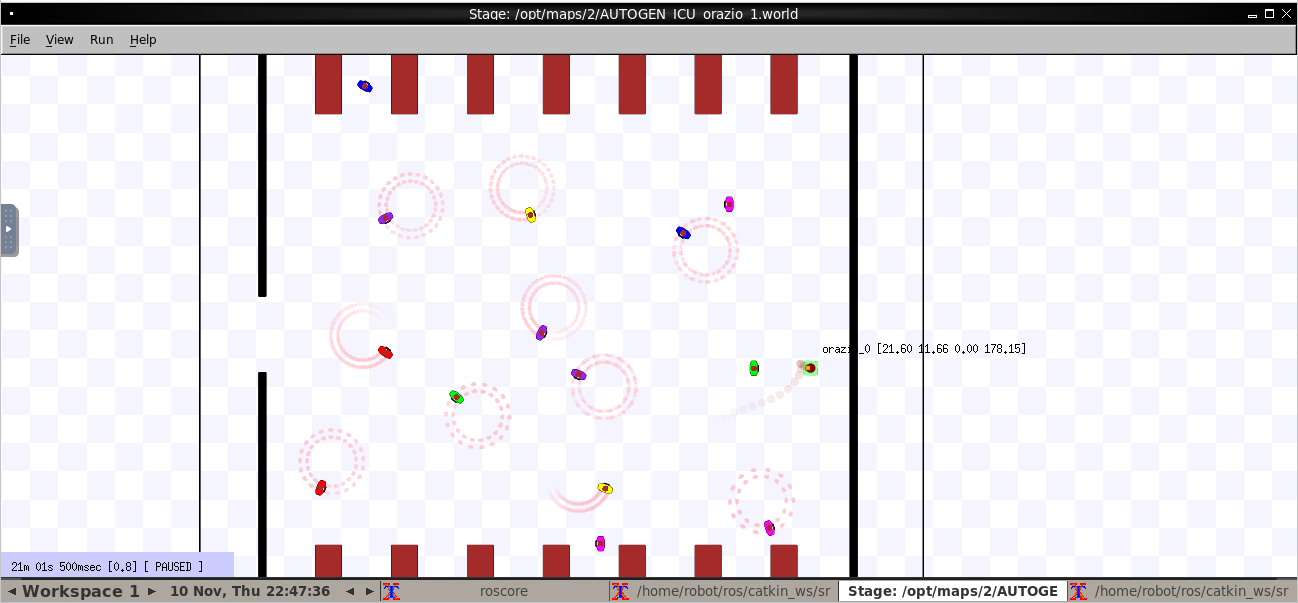 Stage: /opt/maps/2/AUTOGEN_ICU_orazio_1.world
File View Run Help
orazio_0 [21.60 11.66 0.00 178.15]
21m 01s 500msec [0.8] [ PAUSED ]
Workspace 1 10 Nov, Thu 22:47:36 roscore /home/robot/ros/catkin_ws/sr Stage: /opt/maps/2/AUTOGE /home/robot/ros/catkin_ws/sr